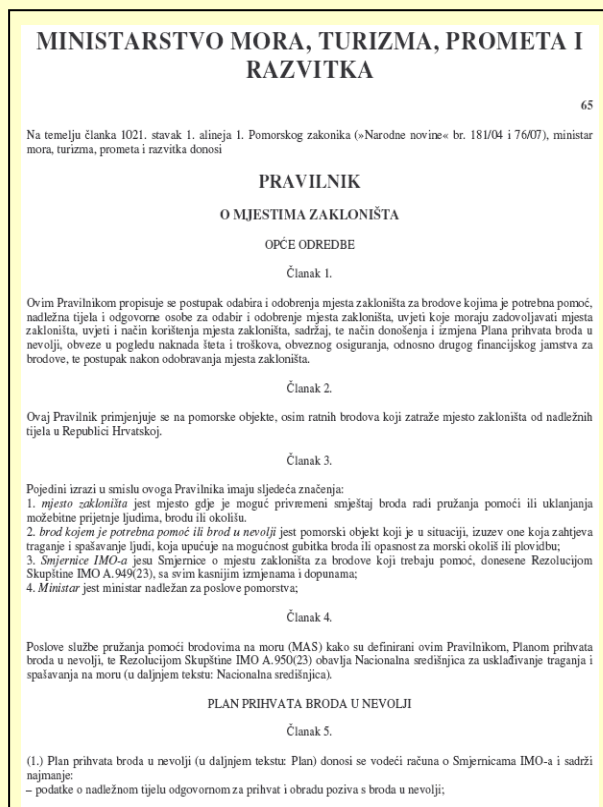 MINISTARSTVO MORA, TURIZMA, PROMETA I
RAZVITKA
65
Na temelju članka 1021. stavak 1. alineja 1. Pomorskog zakonika (»Narodne novine« br. 181/04 i 76/07), ministar
mora, turizma, prometa i razvitka donosi
PRAVILNIK
O MJESTIMA ZAKLONIŠTA
OPĆE ODREDBE
Članak 1.
Ovim Pravilnikom propisuje se postupak odabira i odobrenja mjesta zakloništa za brodove kojima je potrebna pomoć,
nadležna tijela i odgovorne osobe za odabir i odobrenje mjesta zakloništa, uvjeti koje moraju zadovoljavati mjesta
zakloništa, uvjeti i način korištenja mjesta zakloništa, sadržaj, te način donošenja i izmjena Plana prihvata broda u
nevolji, obveze u pogledu naknada šteta i troškova, obveznog osiguranja, odnosno drugog financijskog jamstva za
brodove, te postupak nakon odobravanja mjesta zakloništa.
Članak 2.
Ovaj Pravilnik primjenjuje se na pomorske objekte, osim ratnih brodova koji zatraže mjesto zakloništa od nadležnih
tijela u Republici Hrvatskoj.
Članak 3.
Pojedini izrazi u smislu ovoga Pravilnika imaju sljedeća značenja:
1. mjesto zakloništa jest mjesto gdje je moguć privremeni smještaj broda radi pružanja pomoći ili uklanjanja
možebitne prijetnje ljudima, brodu ili okolišu.
2. brod kojem je potrebna pomoć ili brod u nevolji jest pomorski objekt koji je u situaciji, izuzev one koja zahtjeva
traganje i spašavanje ljudi, koja upućuje na mogućnost gubitka broda ili opasnost za morski okoliš ili plovidbu;
3. Smjernice IMO-a jesu Smjernice o mjestu zakloništa za brodove koji trebaju pomoć, donesene Rezolucijom
Skupštine IMO A.949(23), sa svim kasnijim izmjenama i dopunama;
4. Ministar jest ministar nadležan za poslove pomorstva;
Članak 4.
Poslove službe pružanja pomoći brodovima na moru (MAS) kako su definirani ovim Pravilnikom, Planom prihvata
broda u nevolji, te Rezolucijom Skupštine IMO A.950(23) obavlja Nacionalna središnjica za usklađivanje traganja i
spašavanja na moru (u daljnjem tekstu: Nacionalna središnjica).
PLAN PRIHVATA BRODA U NEVOLJI
Članak 5.
(1.) Plan prihvata broda u nevolji (u daljnjem tekstu: Plan) donosi se vodeći računa o Smjernicama IMO-a i sadrži
najmanje:
– podatke o nadležnom tijelu odgovornom za prihvat i obradu poziva s broda u nevolji;